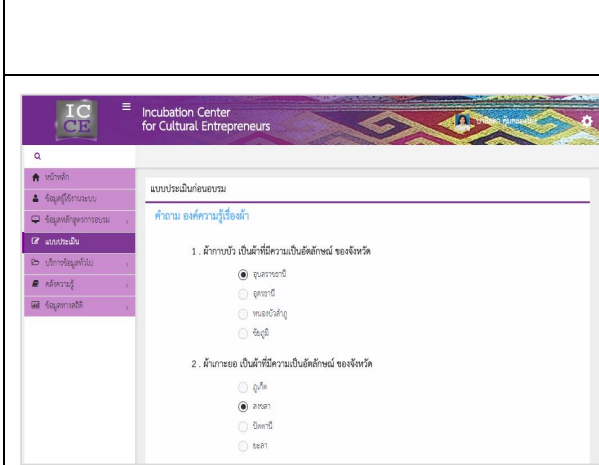 IC
CE
Incubation Center
for Cultural Entrepreneurs
หน้าหลัก
ข้อมูลผู้ใช้งานระบบ
ข้อมูลหลักสูตรการอบรม
แบบประเมิน
บริการข้อมูลทั่วไป
คลังความรู้
ข้อมูลทางสถิติ
แบบประเมินก่อนอบรม
คำถาม องค์ความรู้เรื่องผ้า
1 . ผ้ากาบบัว เป็นผ้าที่มีความเป็นอัตลักษณ์ ของจังหวัด
อุบลราชธานี
อุดรธานี
หนองบัวลำภู
ชัยภูมิ
2 . ผ้าเกาะยอ เป็นผ้าที่มีความเป็นอัตลักษณ์ ของจังหวัด
ภูเก็ต
สงขลา
ปัตตานี
ยะลา